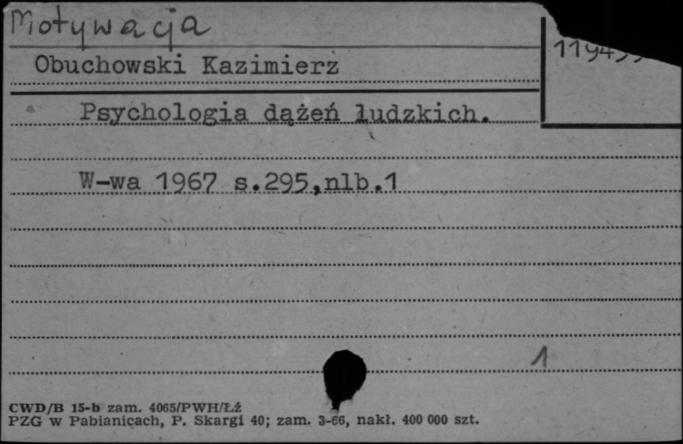 Motywacja
Obuchowski Kazimierz
Psychologia dążeń ludzkich.
W-wa 1967 s.295,nlb.1
1
CWD/B 15-b zam. 4065/PWH/Łź
PZG w Pabianicach, P. Skargi 40; zam. 3-66, nakł. 400 000 szt.